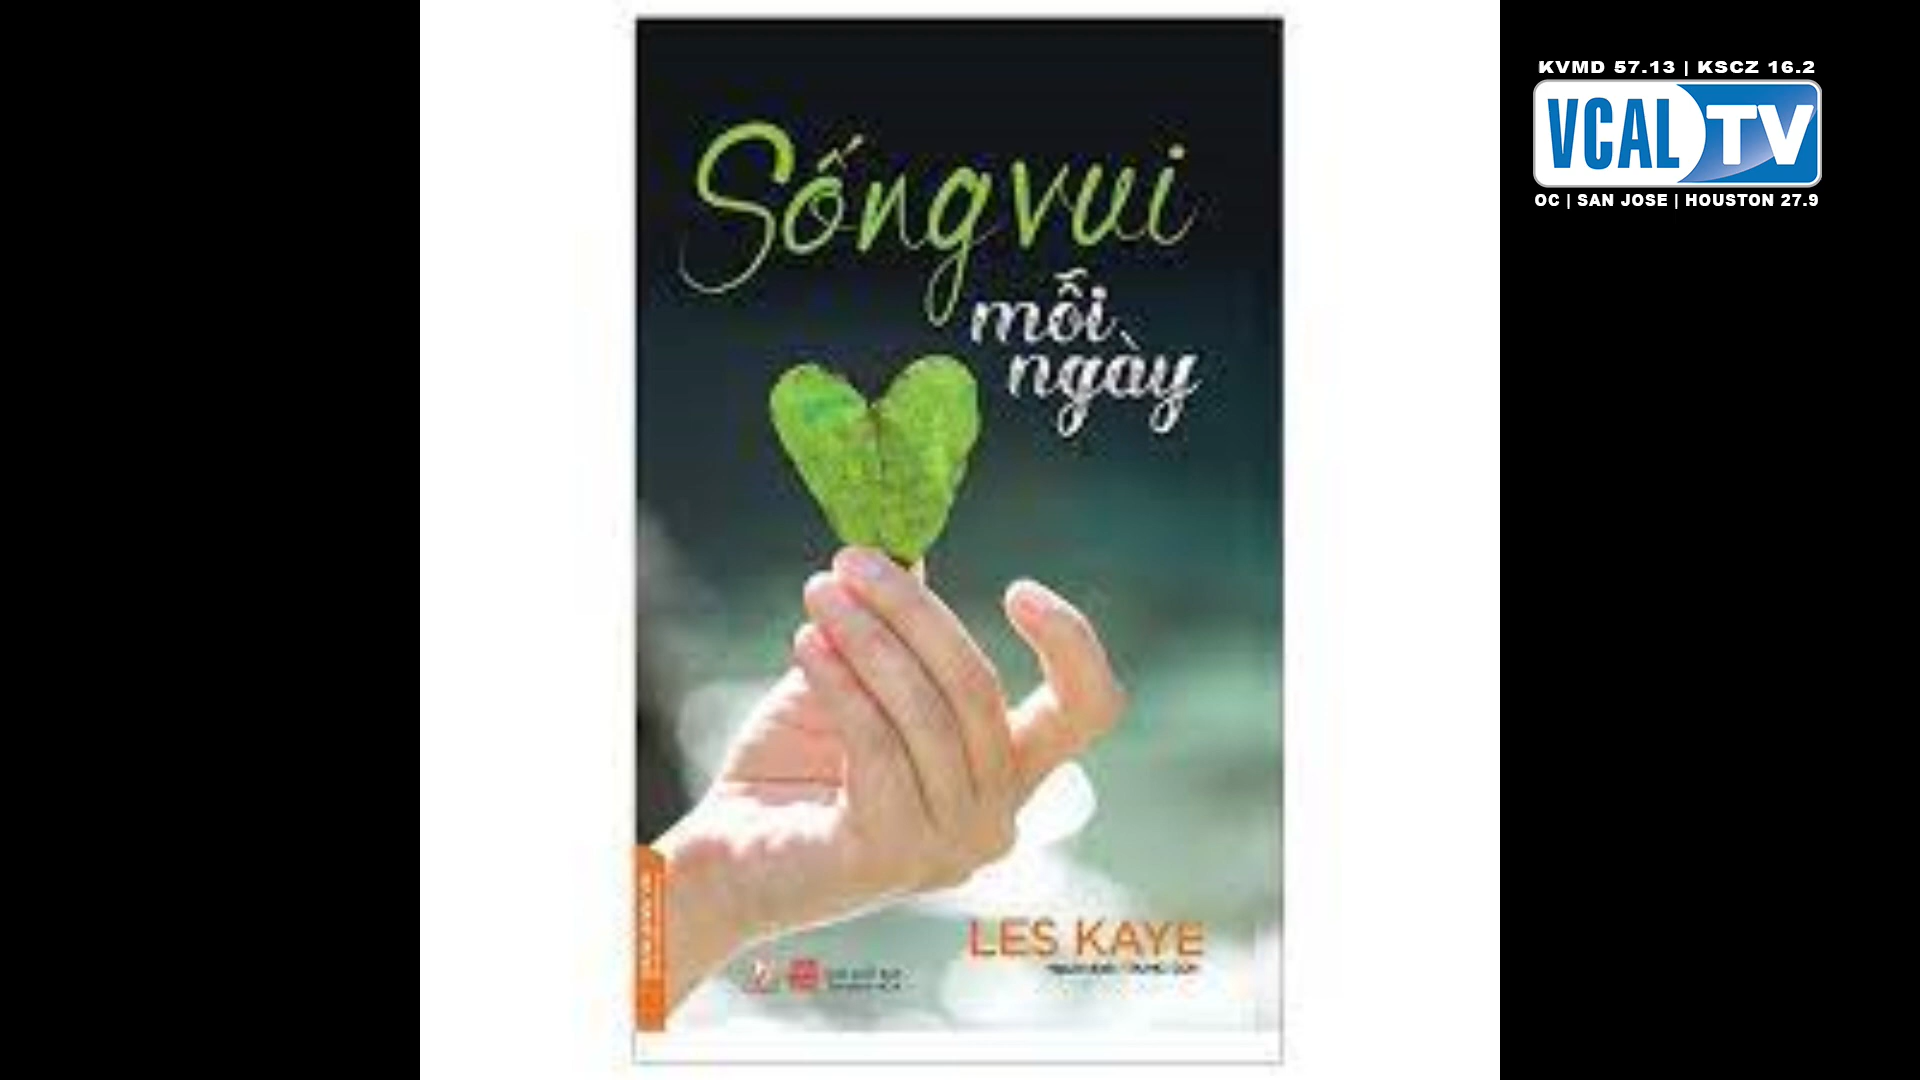 KVMD 57.13 | KSCZ 16.2
VCAL TV
OC | SAN JOSE | HOUSTON 27.9
Sống vui
mỗi
ngày
LES KAYE